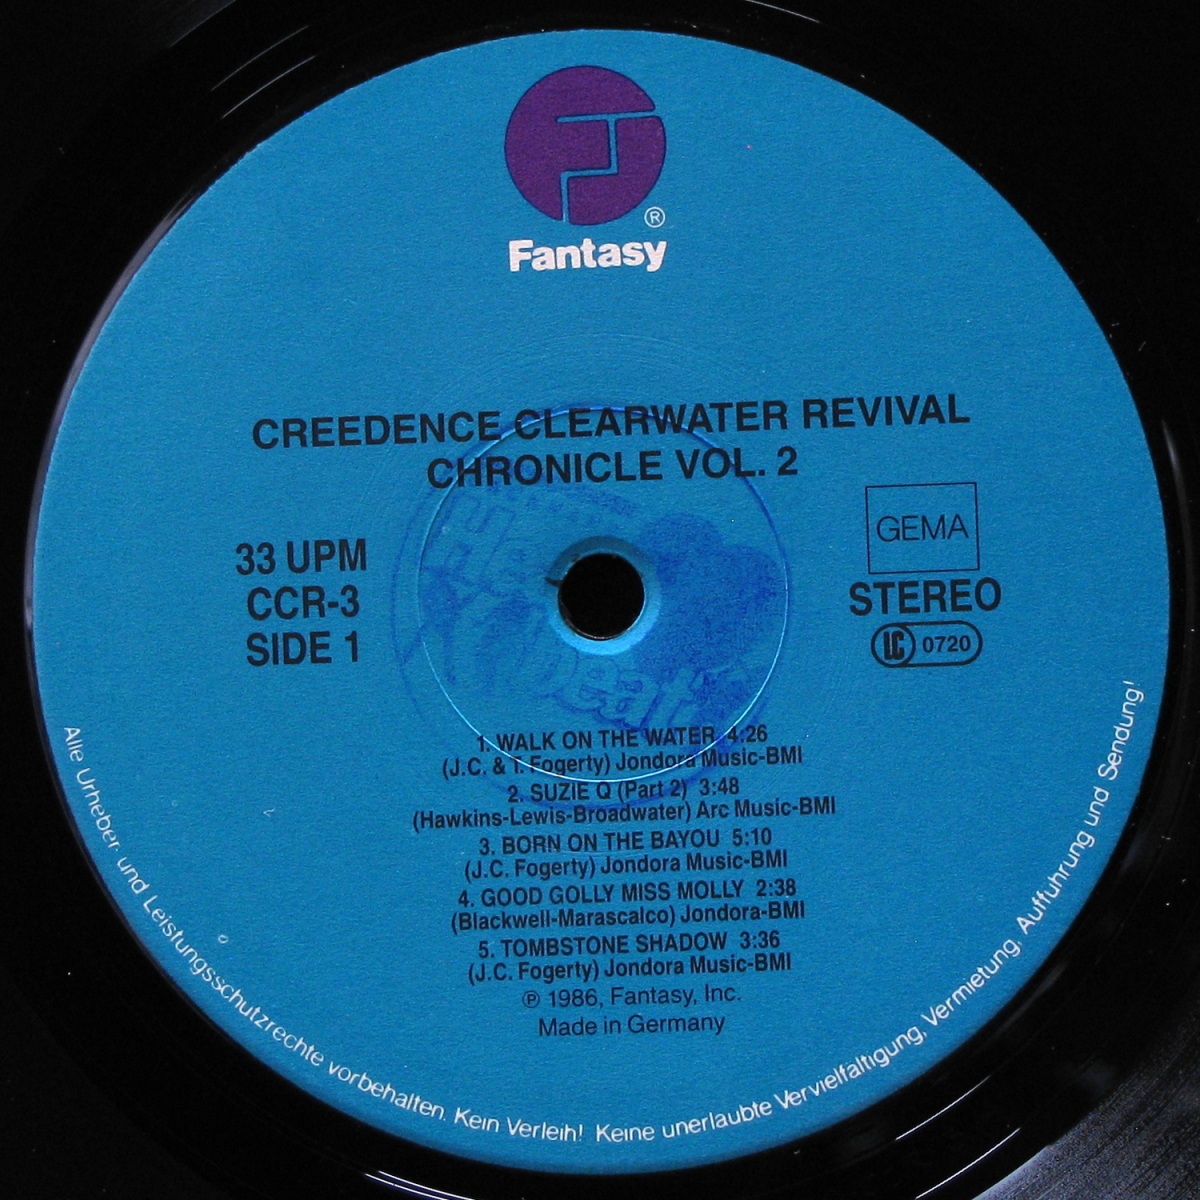 ®
Fantasy
CREEDENCE CLEARWATER REVIVAL
CHRONICLE VOL. 2
GEMA
33 UPM
CCR-3
SIDE 1
STEREO
LC 0720
1. WALK ON THE WATER 4:26
(J.C. & T. Fogerty) Jondora Music-BMI
2. SUZIE Q (Part 2) 3:48
(Hawkins-Lewis-Broadwater) Arc Music-BMI
3. BORN ON THE BAYOU 5:10
(J.C. Fogerty) Jondora Music-BMI
4. GOOD GOLLY MISS MOLLY 2:38
(Blackwell-Marascalco) Jondora-BMI
5. TOMBSTONE SHADOW 3:36
(J.C. Fogerty) Jondora Music-BMI
℗ 1986, Fantasy, Inc.
Made in Germany
Alle Urheber und Leistungsschutzrechte vorbehalten. Kein Verleih! Keine unerlaubte Vervielfältigung, Vermietung, Aufführung und Sendung!